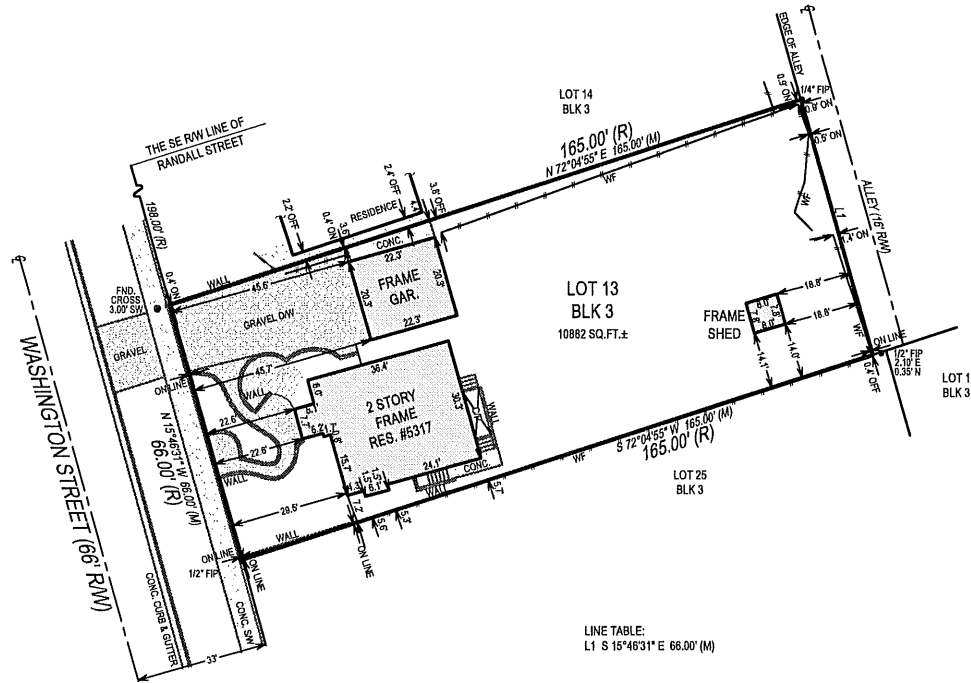 ℄
EDGE OF ALLEY
0.9' ON
1/4" FIP
0.8' ON
0.5' ON
LOT 14
BLK 3
THE SE R/W LINE OF
RANDALL STREET
198.00' (R)
165.00' (R)
N 72°04'55" E 165.00' (M)
WF
WF
L1
ALLEY (16' R/W)
1.4' ON
2.2' OFF
2.4' OFF
0.4' ON
3.6'
RESIDENCE
4.4'
3.8' OFF
CONC.
22.3'
℄
WASHINGTON STREET (66' R/W)
FND.
CROSS
3.00' SW
0.4' ON
WALL
45.6'
GRAVEL D/W
GRAVEL
20.3'
FRAME
GAR.
20.3'
22.3'
LOT 13
BLK 3
10882 SQ.FT.±
FRAME
SHED
8.0'
7.8'
7.8'
8.0'
18.8'
18.8'
14.1'
14.0'
WF
ON LINE
1/2" FIP
2.10' E
0.35' N
0.4' OFF
LOT 1
BLK 3
ON LINE
45.7'
WALL
22.6'
22.6'
WALL
6.0'
36.4'
2 STORY
FRAME
RES. #5317
30.3'
WALL
15.7'
24.1'
1.5'
1.5'
6.1'
CONC.
WALL
N 15°46'31" W 66.00' (M)
66.00' (R)
29.5'
7.2'
5.6'
5.3'
5.7'
WF
S 72°04'55" W 165.00' (M)
165.00' (R)
LOT 25
BLK 3
WALL
ON LINE
ON LINE
ON LINE
1/2" FIP
CONC. CURB & GUTTER
CONC. S/W
33'
LINE TABLE:
L1 S 15°46'31" E 66.00' (M)